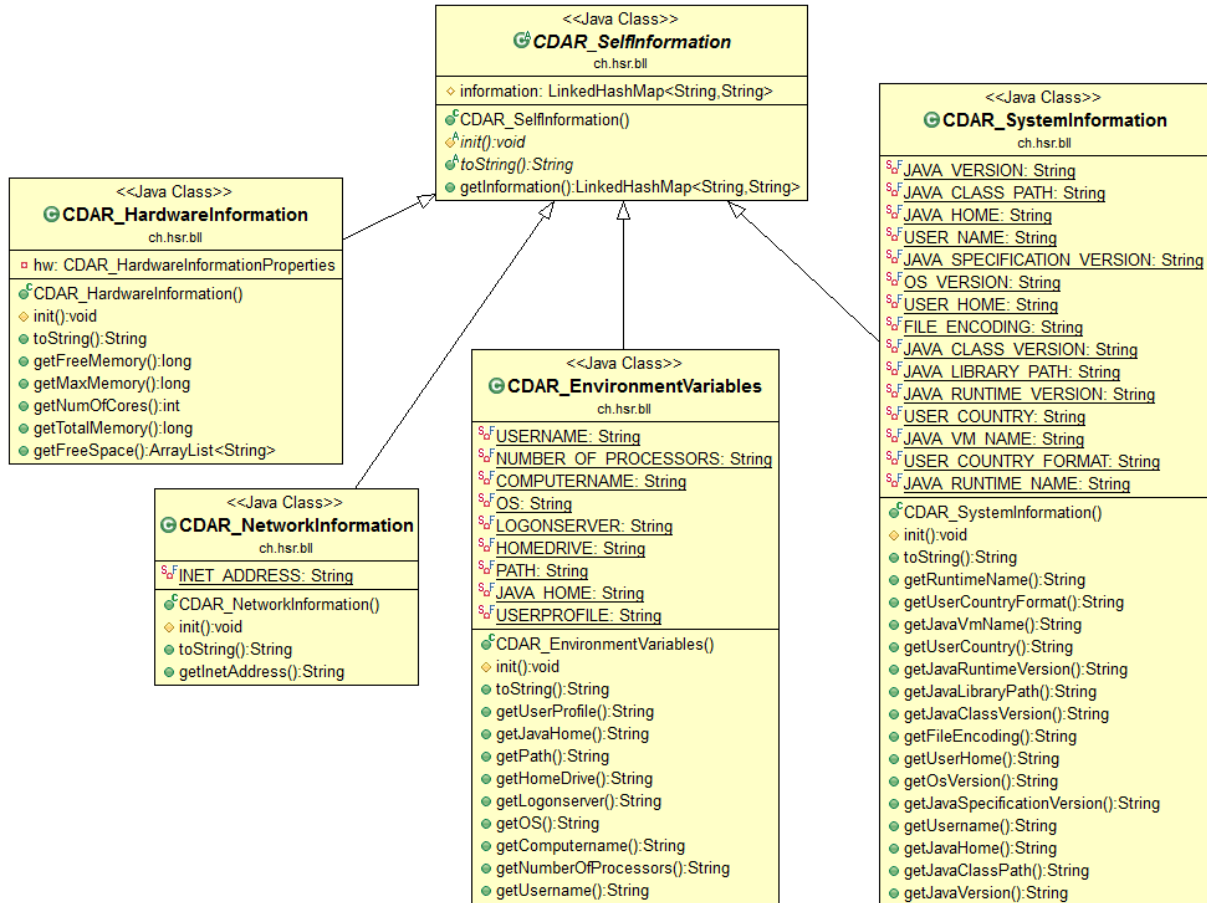 <<Java Class>>
CDAR_SelfInformation
ch.hsr.bll
information: LinkedHashMap<String,String>
CDAR_SelfInformation()
init():void
toString():String
getInformation():LinkedHashMap<String,String>
<<Java Class>>
CDAR_HardwareInformation
ch.hsr.bll
hw: CDAR_HardwareInformationProperties
CDAR_HardwareInformation()
init():void
toString():String
getFreeMemory():long
getMaxMemory():long
getNumOfCores():int
getTotalMemory():long
getFreeSpace():ArrayList<String>
<<Java Class>>
CDAR_NetworkInformation
ch.hsr.bll
INET_ADDRESS: String
CDAR_NetworkInformation()
init():void
toString():String
getInetAddress():String
<<Java Class>>
CDAR_EnvironmentVariables
ch.hsr.bll
USERNAME: String
NUMBER_OF_PROCESSORS: String
COMPUTERNAME: String
OS: String
LOGONSERVER: String
HOMEDRIVE: String
PATH: String
JAVA_HOME: String
USERPROFILE: String
CDAR_EnvironmentVariables()
init():void
toString():String
getUserProfile():String
getJavaHome():String
getPath():String
getHomeDrive():String
getLogonserver():String
getOS():String
getComputername():String
getNumberOfProcessors():String
getUsername():String
<<Java Class>>
CDAR_SystemInformation
ch.hsr.bll
JAVA_VERSION: String
JAVA_CLASS_PATH: String
JAVA_HOME: String
USER_NAME: String
JAVA_SPECIFICATION_VERSION: String
OS_VERSION: String
USER_HOME: String
FILE_ENCODING: String
JAVA_CLASS_VERSION: String
JAVA_LIBRARY_PATH: String
JAVA_RUNTIME_VERSION: String
USER_COUNTRY: String
JAVA_VM_NAME: String
USER_COUNTRY_FORMAT: String
JAVA_RUNTIME_NAME: String
CDAR_SystemInformation()
init():void
toString():String
getRuntimeName():String
getUserCountryFormat():String
getJavaVmName():String
getUserCountry():String
getJavaRuntimeVersion():String
getJavaLibraryPath():String
getJavaClassVersion():String
getFileEncoding():String
getUserHome():String
getOsVersion():String
getJavaSpecificationVersion():String
getUsername():String
getJavaHome():String
getJavaClassPath():String
getJavaVersion():String